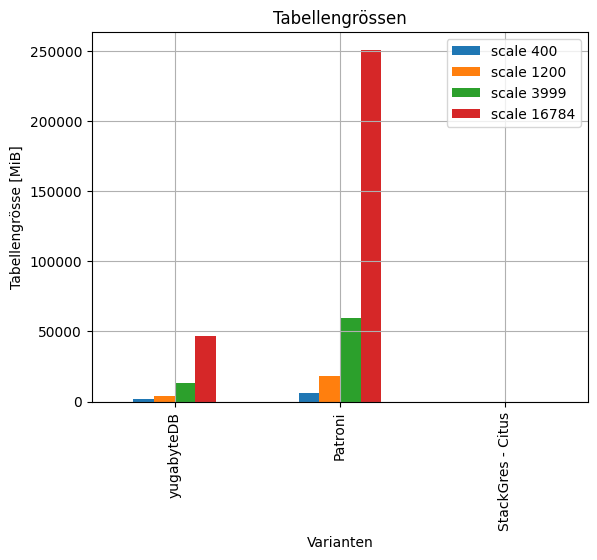 Tabellengrössen
Tabellengrösse [MiB]
250000
200000
150000
100000
50000
0
scale 400
scale 1200
scale 3999
scale 16784
yugabyteDB
Patroni
StackGres - Citus
Varianten